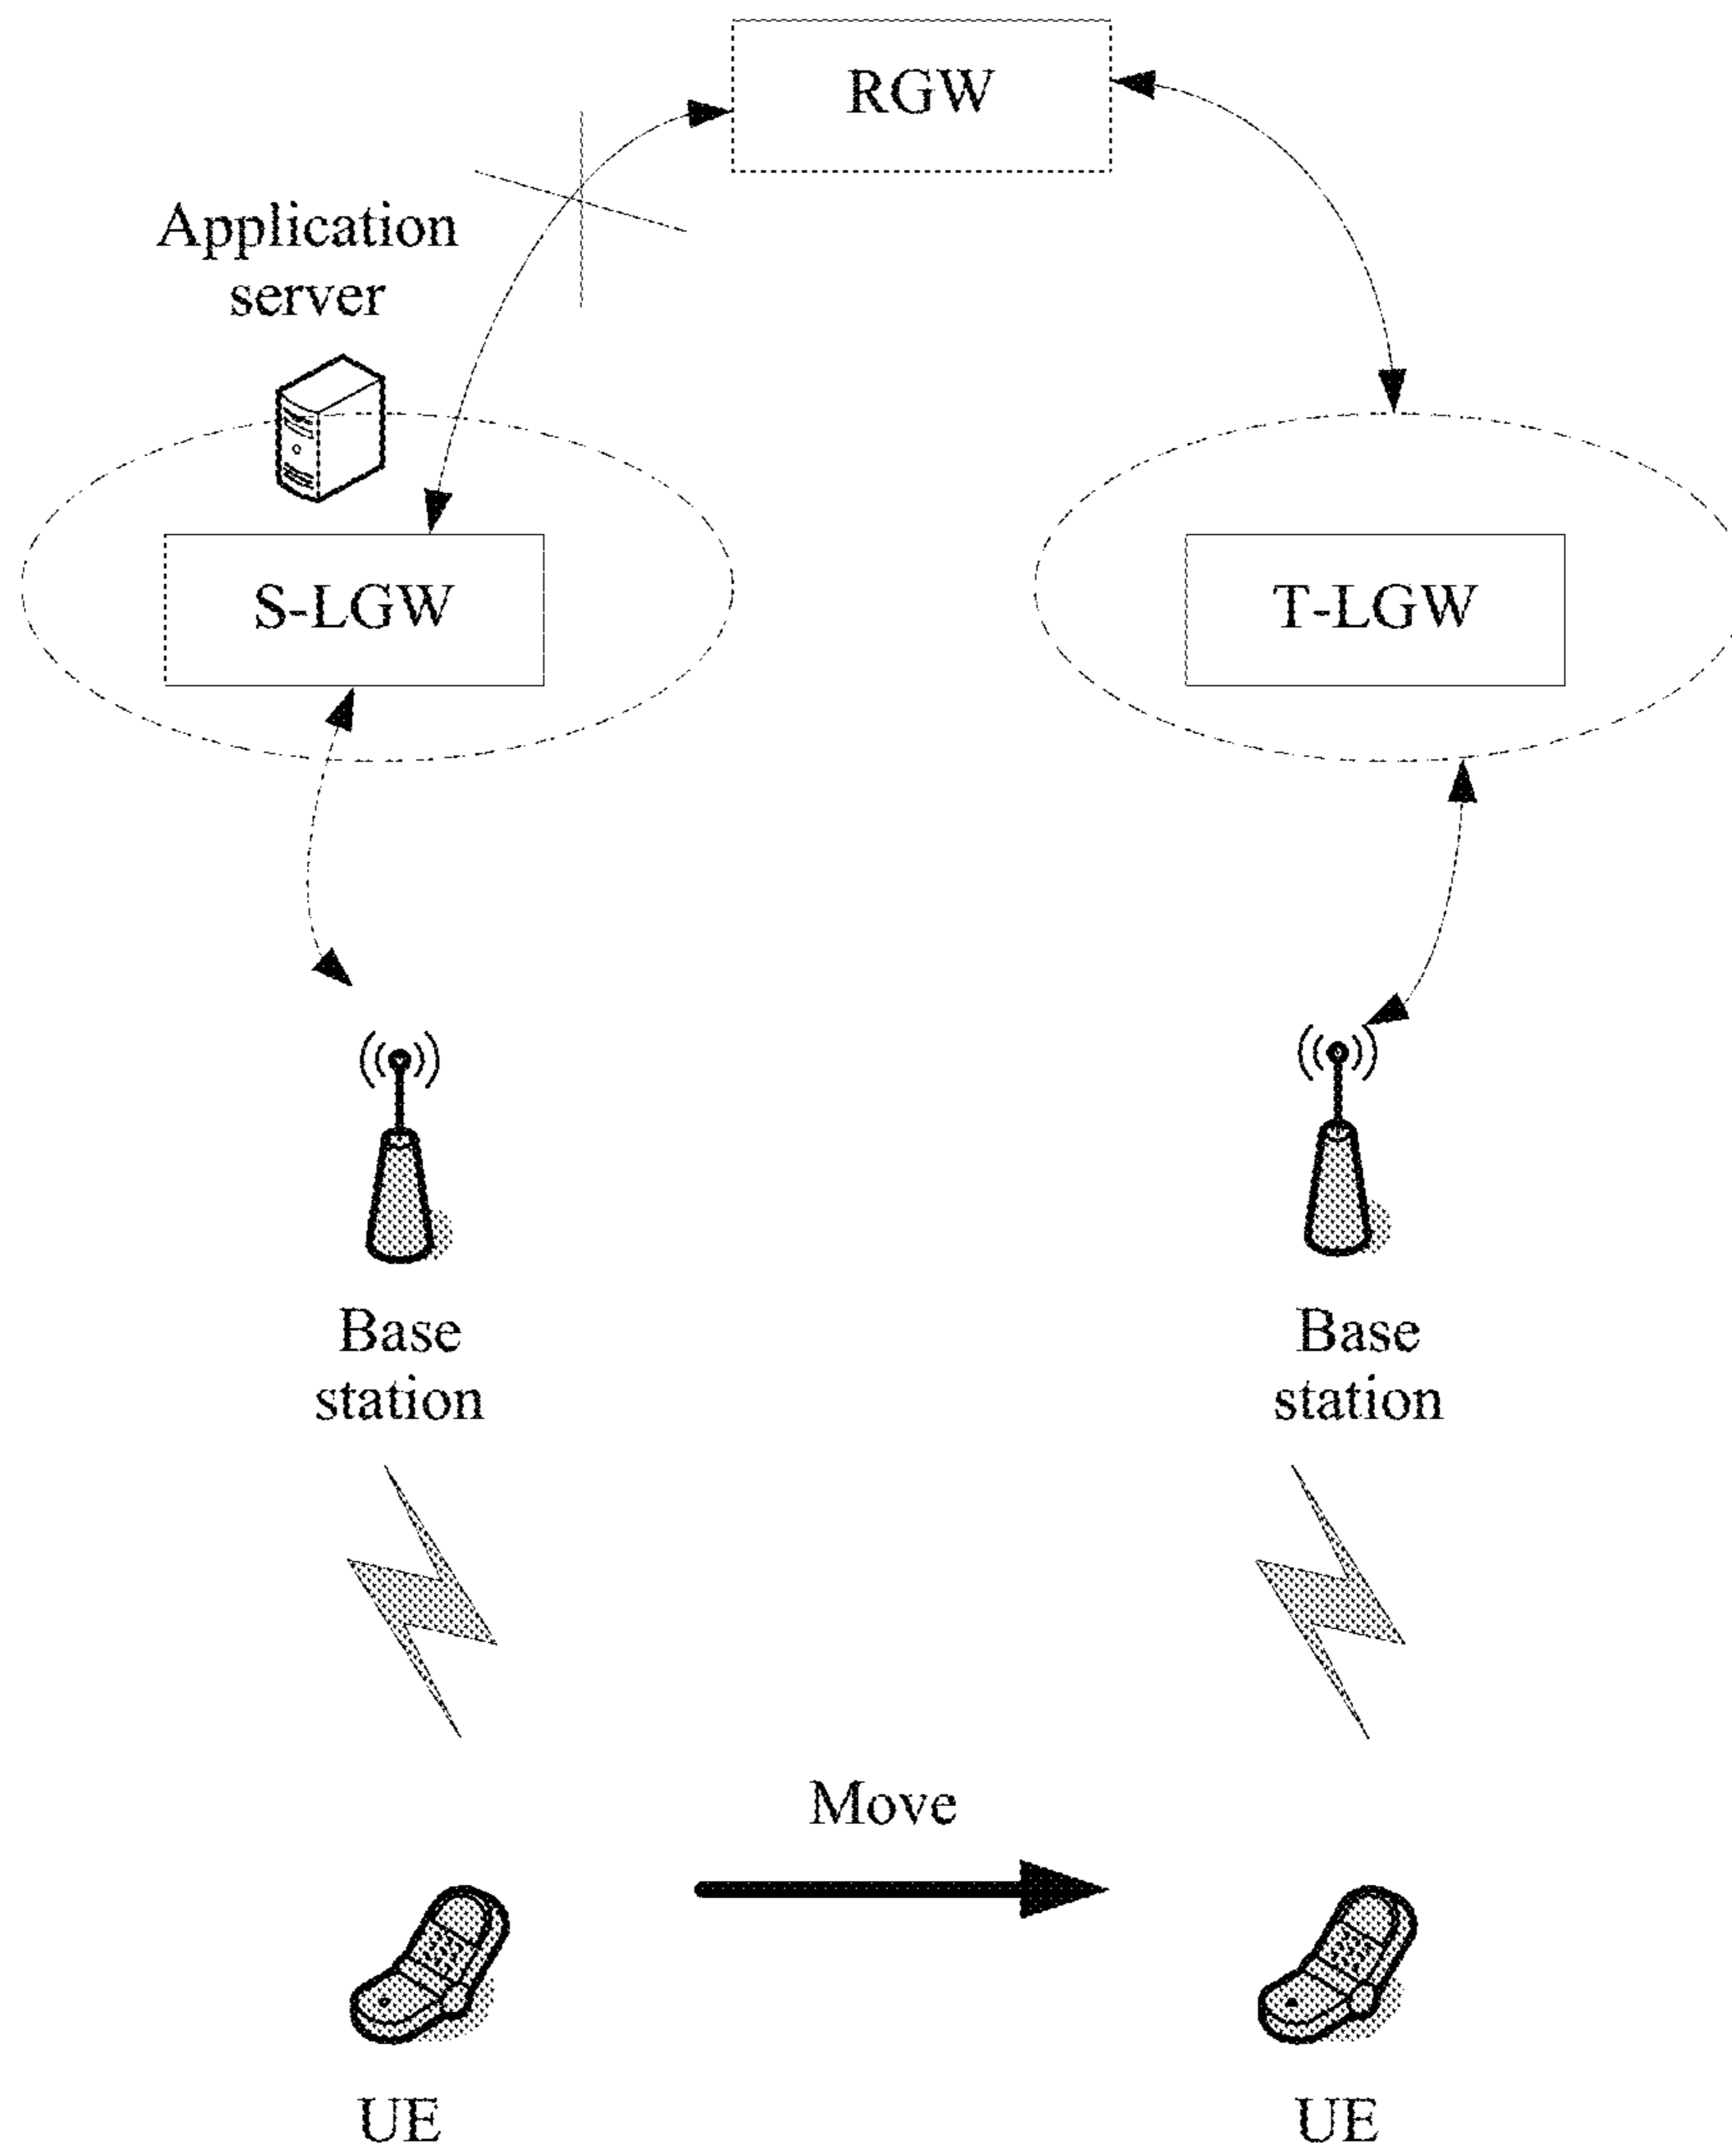 RGW
Application
server
S-LGW
T-LGW
Base
station
Base
station
Move
UE
UE